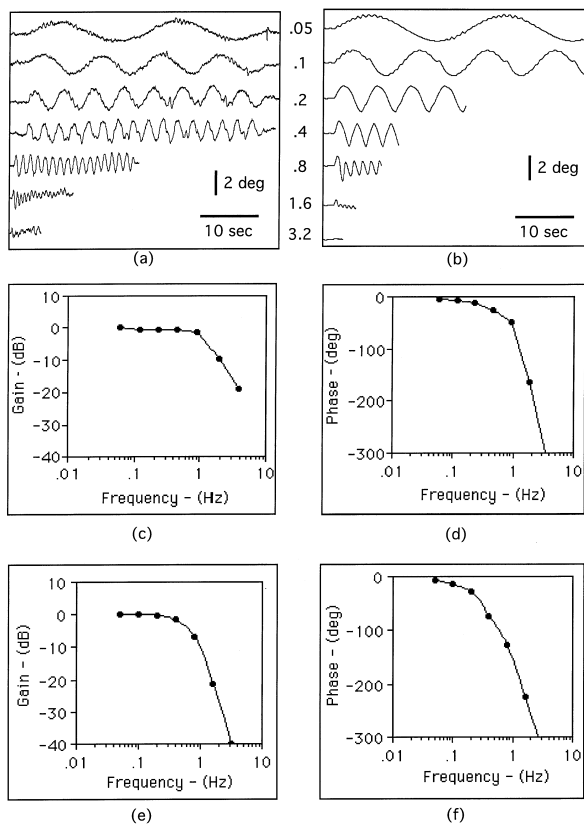 .05
.1
.2
.4
.8
1.6
3.2
2 deg
10 sec
(a)
2 deg
10 sec
(b)
10
0
-10
-20
-30
-40
.01
.1
1
10
Gain - (dB)
Frequency - (Hz)
(c)
0
-100
-200
-300
.01
.1
1
10
Phase - (deg)
Frequency - (Hz)
(d)
10
0
-10
-20
-30
-40
.01
.1
1
10
Gain - (dB)
Frequency - (Hz)
(e)
0
-100
-200
-300
.01
.1
1
10
Phase - (deg)
Frequency - (Hz)
(f)